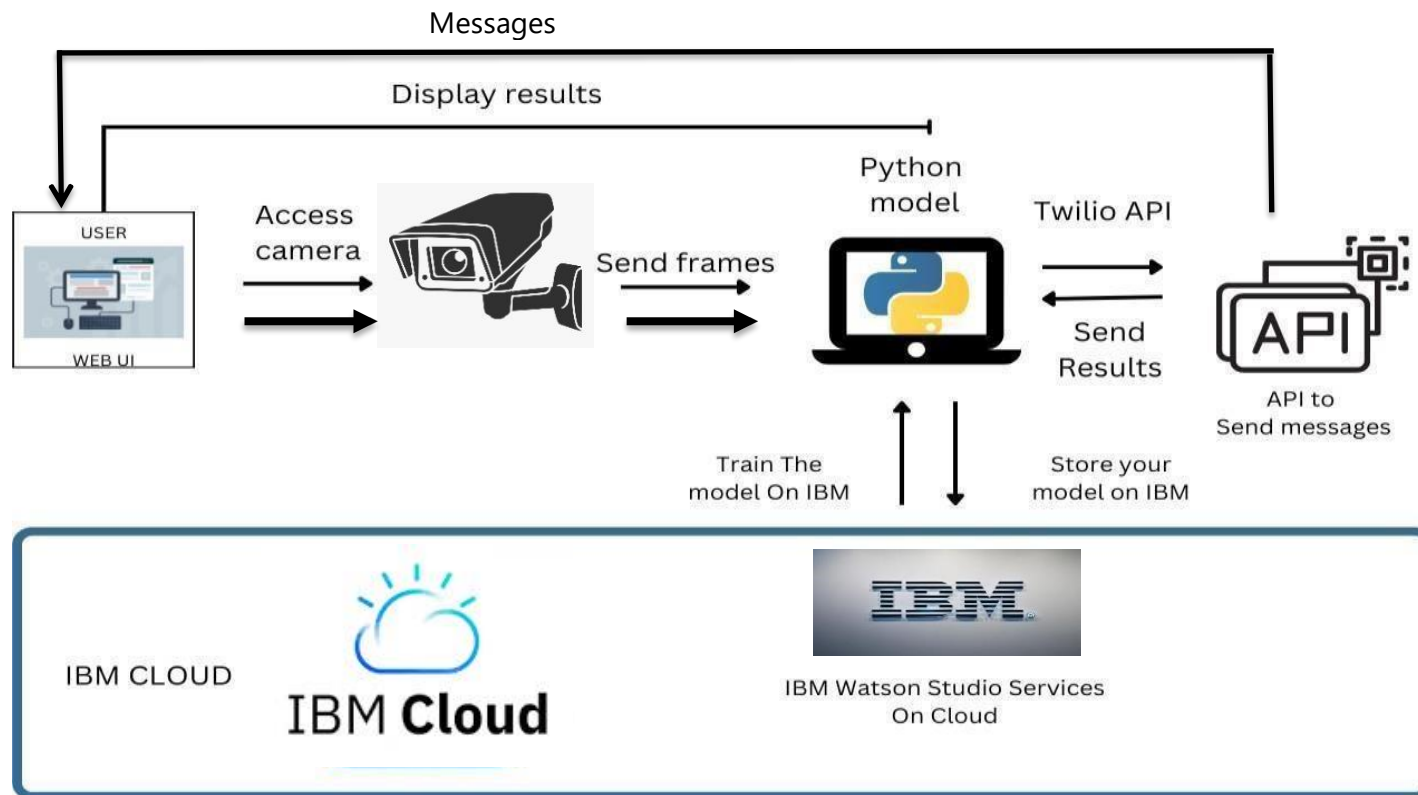 Messages
Display results
USER
WEB UI
Access
camera
Send frames
Python
model
Twilio API
Send
Results
API
API to
Send messages
Train The
model On IBM
Store your
model on IBM
IBM CLOUD
IBM Cloud
IBM
IBM Watson Studio Services
On Cloud